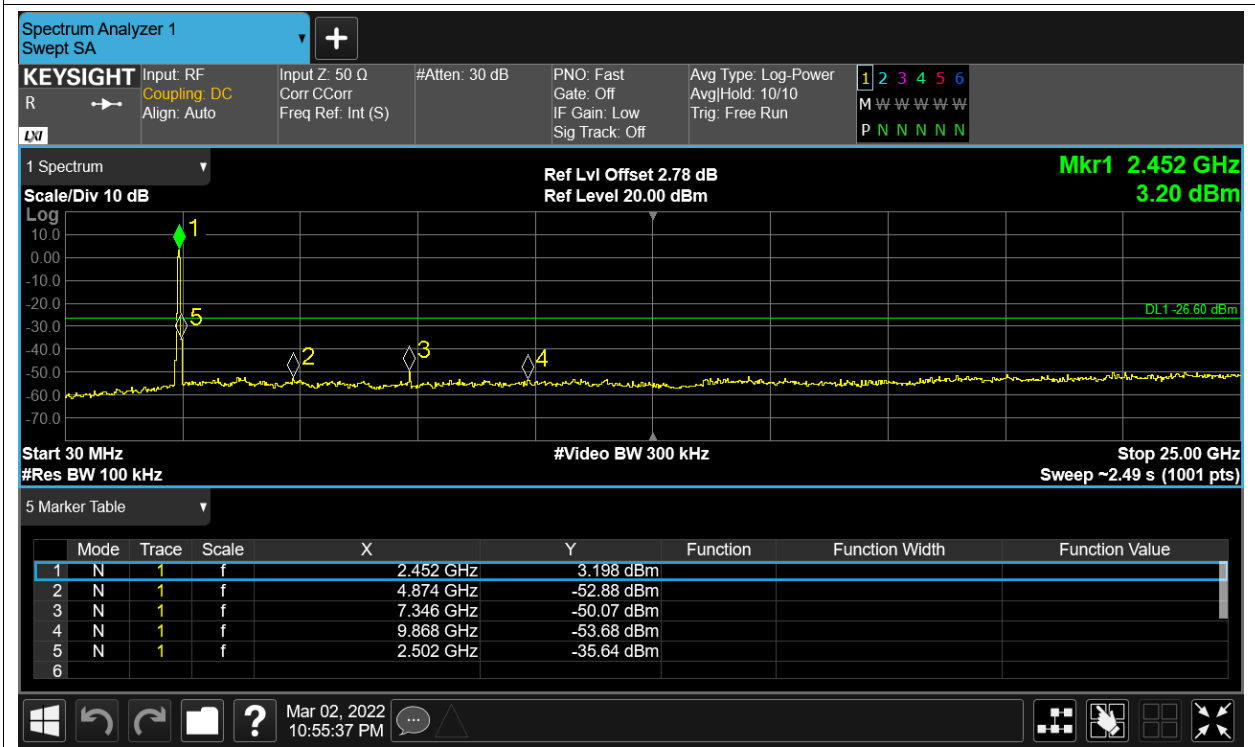 Spectrum Analyzer 1
Swept SA
KEYSIGHT
R
LXI
Input: RF
Coupling: DC
Align: Auto
Input Z: 50 Ω
Corr CCorr
Freq Ref: Int (S)
#Atten: 30 dB
PNO: Fast
Gate: Off
IF Gain: Low
Sig Track: Off
Avg Type: Log-Power
Avg|Hold: 10/10
Trig: Free Run
1 2 3 4 5 6
M W W W W W
P N N N N N
1 Spectrum
Scale/Div 10 dB
Ref Lvl Offset 2.78 dB
Ref Level 20.00 dBm
Mkr1 2.452 GHz
3.20 dBm
Log
10.0
0.00
-10.0
-20.0
-30.0
-40.0
-50.0
-60.0
-70.0
1
5
2
3
4
DL1 -26.60 dBm
Start 30 MHz
#Video BW 300 kHz
Stop 25.00 GHz
#Res BW 100 kHz
Sweep ~2.49 s (1001 pts)
5 Marker Table
Mode Trace Scale X Y Function Function Width Function Value
1 N 1 f 2.452 GHz 3.198 dBm
2 N 1 f 4.874 GHz -52.88 dBm
3 N 1 f 7.346 GHz -50.07 dBm
4 N 1 f 9.868 GHz -53.68 dBm
5 N 1 f 2.502 GHz -35.64 dBm
6
?
Mar 02, 2022
10:55:37 PM